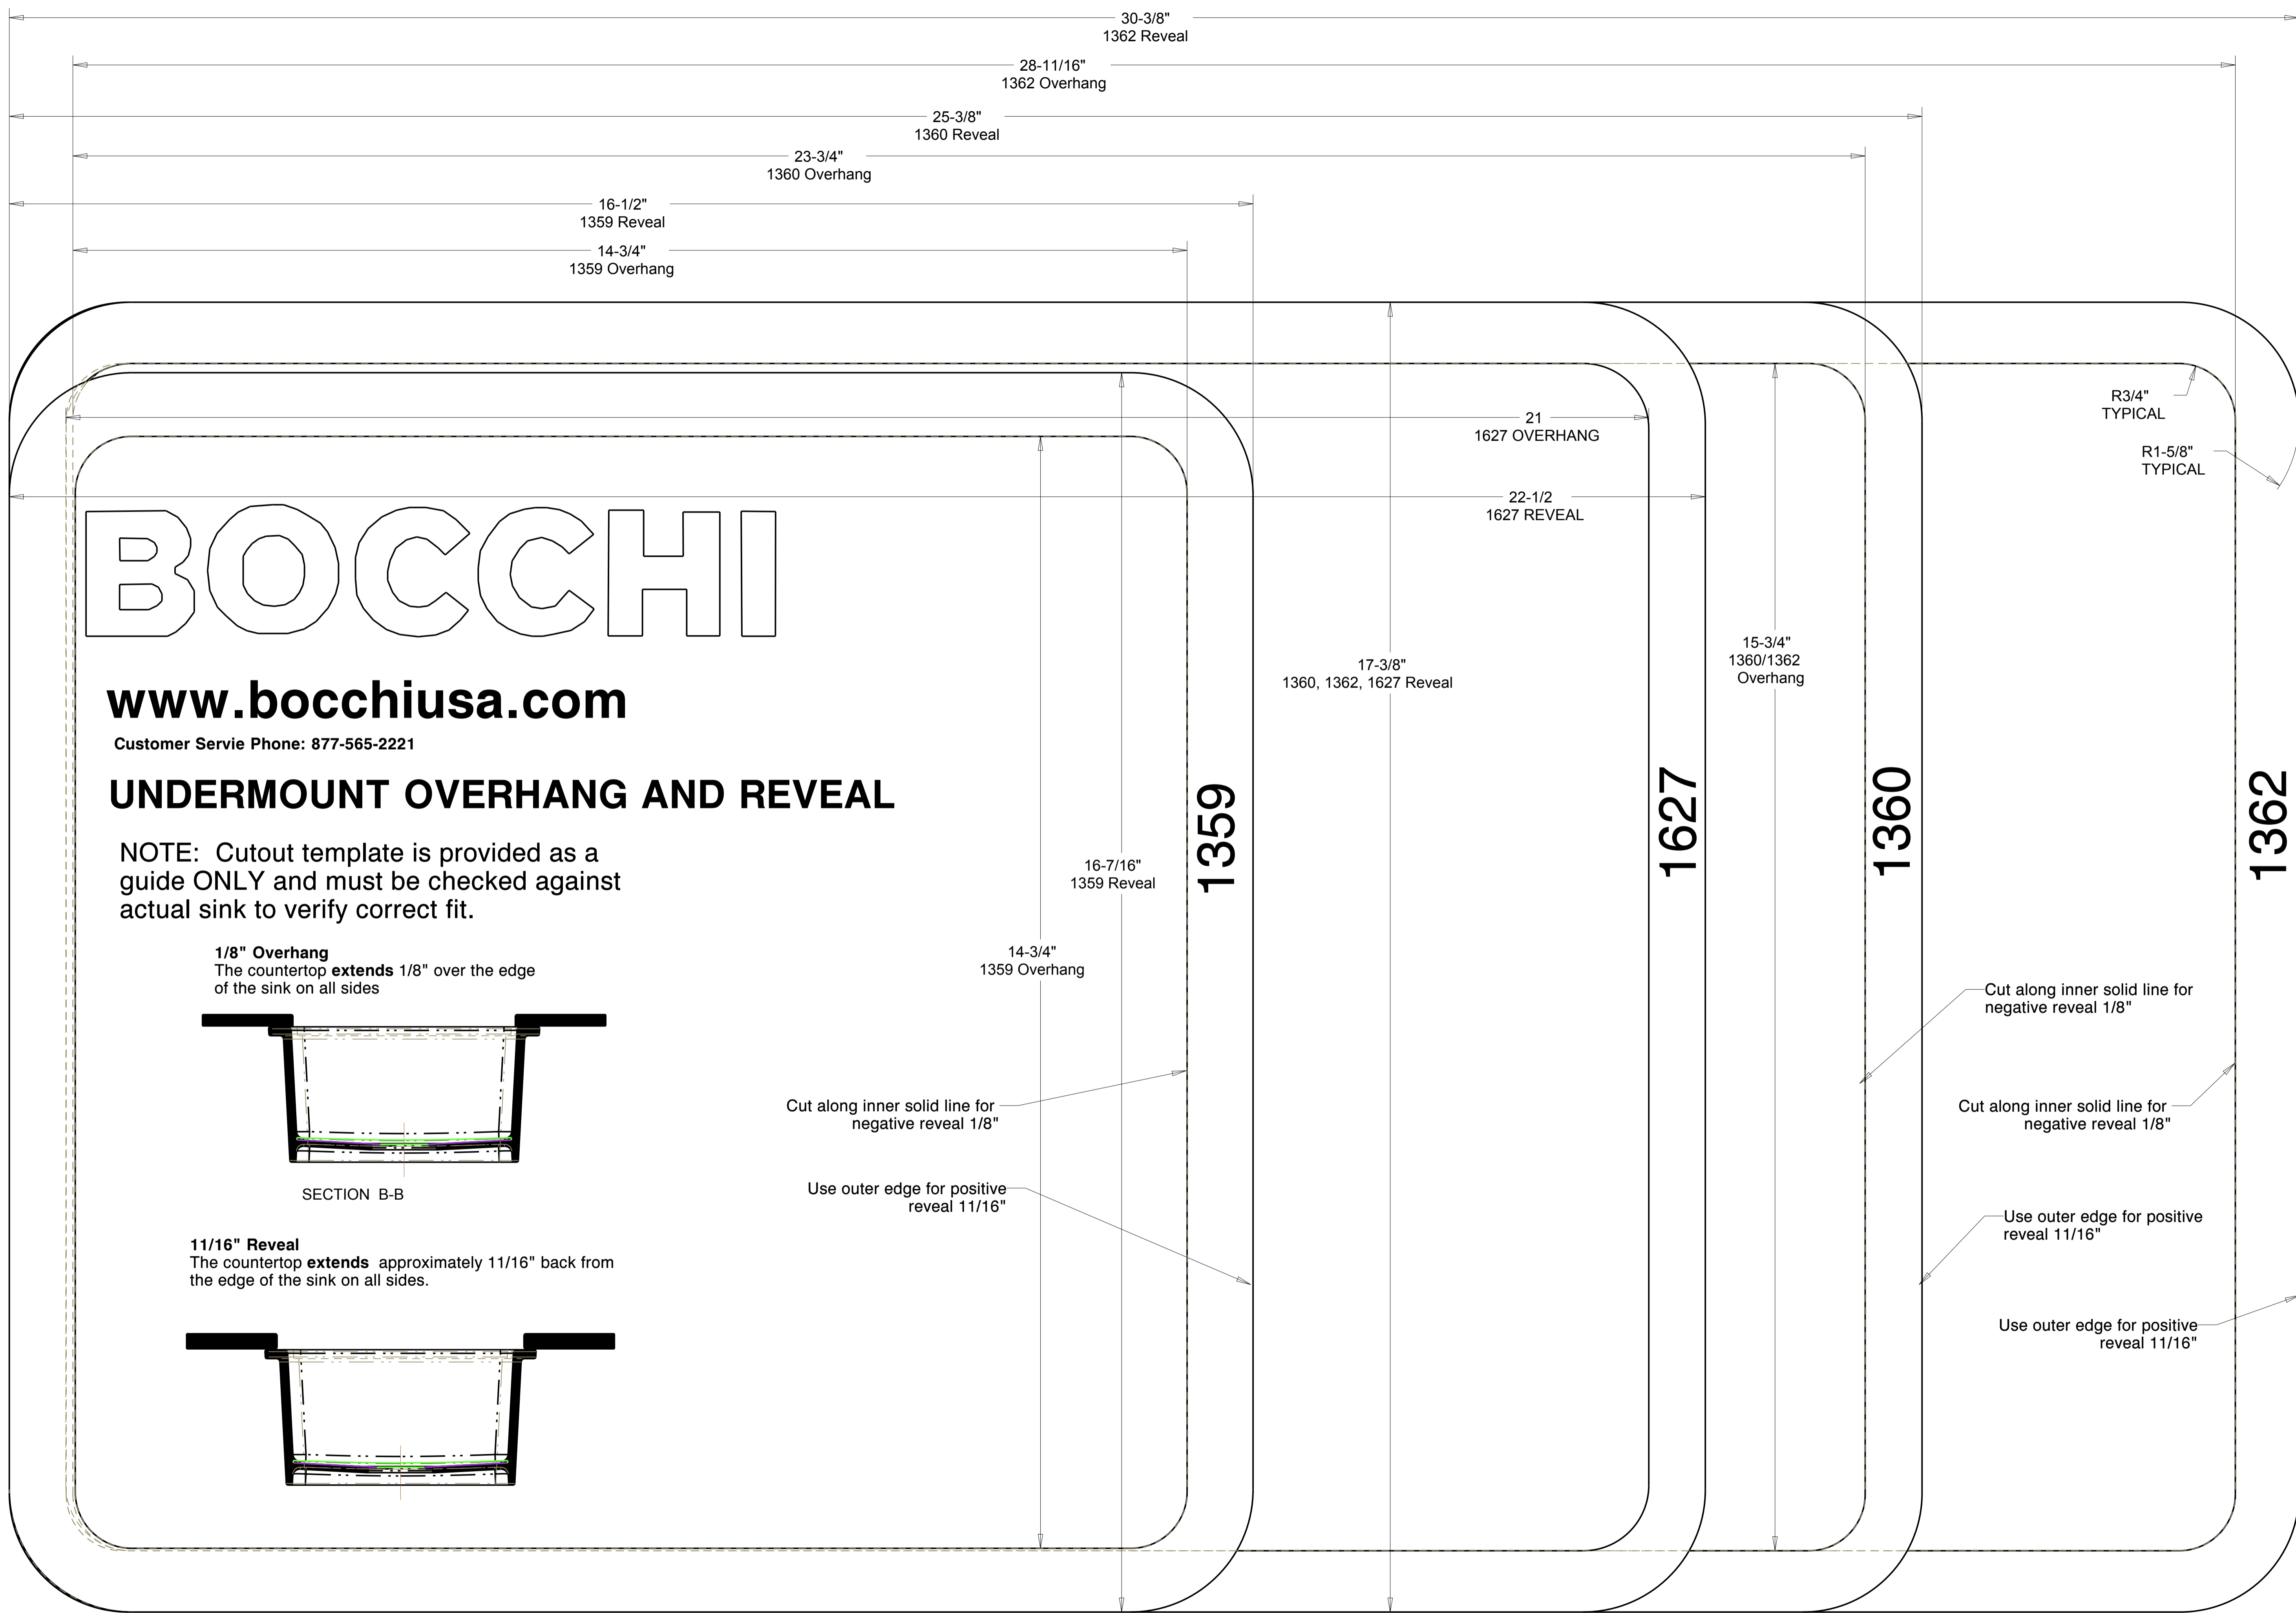 30-3/8"
1362 Reveal
28-11/16"
1362 Overhang
25-3/8"
1360 Reveal
23-3/4"
1360 Overhang
16-1/2"
1359 Reveal
14-3/4"
1359 Overhang
R3/4"
TYPICAL
21
1627 OVERHANG
R1-5/8"
TYPICAL
22-1/2
1627 REVEAL
BOCCHI
www.bocchiusa.com
Customer Servie Phone: 877-565-2221
UNDERMOUNT OVERHANG AND REVEAL
NOTE: Cutout template is provided as a
guide ONLY and must be checked against
actual sink to verify correct fit.
17-3/8"
1360, 1362, 1627 Reveal
15-3/4"
1360/1362
Overhang
16-7/16"
1359 Reveal
14-3/4"
1359 Overhang
1359
1627
1360
1362
1/8" Overhang
The countertop extends 1/8" over the edge
of the sink on all sides
SECTION B-B
11/16" Reveal
The countertop extends approximately 11/16" back from
the edge of the sink on all sides.
Cut along inner solid line for
negative reveal 1/8"
Use outer edge for positive
reveal 11/16"
Cut along inner solid line for
negative reveal 1/8"
Cut along inner solid line for
negative reveal 1/8"
Use outer edge for positive
reveal 11/16"
Use outer edge for positive
reveal 11/16"